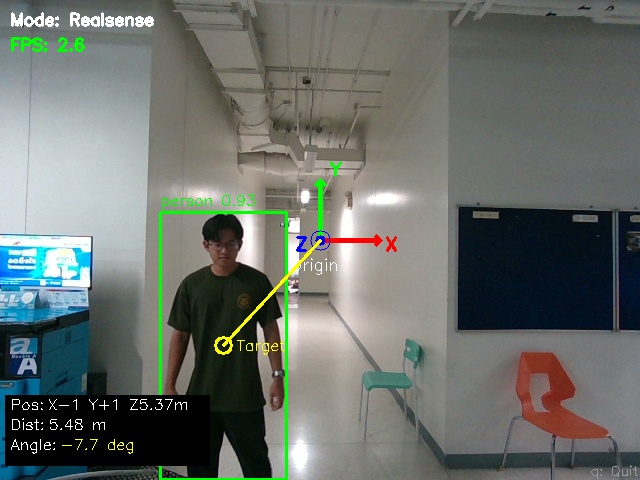 Mode: Realsense
FPS: 2.6
person 0.93
Y
Z
X
Origin
Target
a
A
Pos: X-1 Y+1 Z5.37m
Dist: 5.48 m
Angle: -7.7 deg
q: Quit